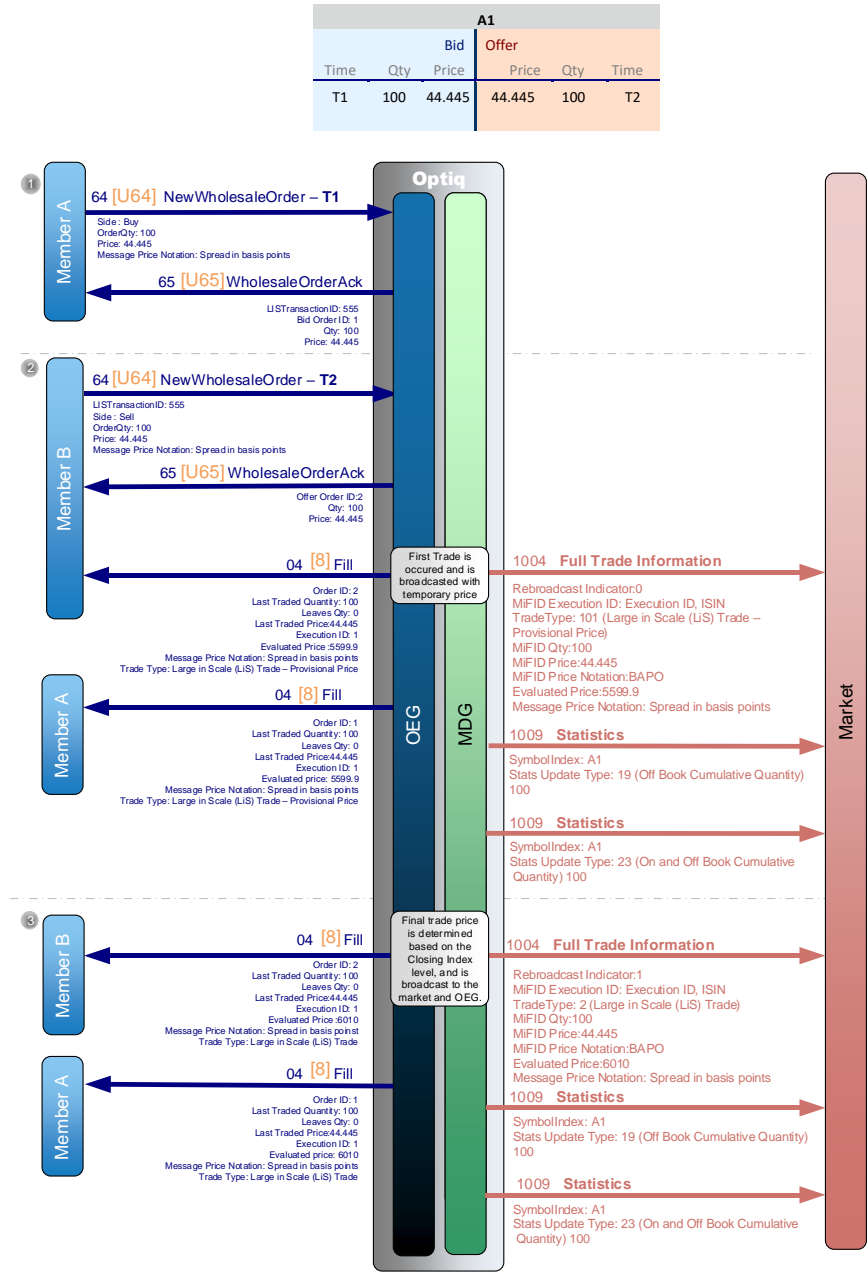 A1
Bid Offer
Time Qty Price Price Qty Time
T1 100 44.445 44.445 100 T2
Optiq
OEG
MDG
Market
1
Member A
64 [U64] NewWholesaleOrder – T1
Side : Buy
OrderQty: 100
Price: 44.445
Message Price Notation: Spread in basis points
65 [U65] WholesaleOrderAck
LISTransactionID: 555
Bid Order ID: 1
Qty: 100
Price: 44.445
2
Member B
64 [U64] NewWholesaleOrder – T2
LISTransactionID: 555
Side : Sell
OrderQty: 100
Price: 44.445
Message Price Notation: Spread in basis points
65 [U65] WholesaleOrderAck
Offer Order ID:2
Qty: 100
Price: 44.445
First Trade is
occured and is
broadcasted with
temporary price
04 [8] Fill
Order ID: 2
Last Traded Quantity: 100
Leaves Qty: 0
Last Traded Price:44.445
Execution ID: 1
Evaluated Price :5599.9
Message Price Notation: Spread in basis points
Trade Type: Large in Scale (LiS) Trade – Provisional Price
1004 Full Trade Information
Rebroadcast Indicator:0
MiFID Execution ID: Execution ID, ISIN
TradeType: 101 (Large in Scale (LiS) Trade –
Provisional Price)
MiFID Qty:100
MiFID Price:44.445
MiFID Price Notation:BAPO
Evaluated Price:5599.9
Message Price Notation: Spread in basis points
Member A
04 [8] Fill
Order ID: 1
Last Traded Quantity: 100
Leaves Qty: 0
Last Traded Price:44.445
Execution ID: 1
Evaluated price: 5599.9
Message Price Notation: Spread in basis points
Trade Type: Large in Scale (LiS) Trade – Provisional Price
1009 Statistics
SymbolIndex: A1
Stats Update Type: 19 (Off Book Cumulative Quantity)
100
1009 Statistics
SymbolIndex: A1
Stats Update Type: 23 (On and Off Book Cumulative
Quantity) 100
3
Member B
Final trade price
is determined
based on the
Closing Index
level, and is
broadcast to the
market and OEG.
04 [8] Fill
Order ID: 2
Last Traded Quantity: 100
Leaves Qty: 0
Last Traded Price:44.445
Execution ID: 1
Evaluated Price :6010
Message Price Notation: Spread in basis poinst
Trade Type: Large in Scale (LiS) Trade
1004 Full Trade Information
Rebroadcast Indicator:1
MiFID Execution ID: Execution ID, ISIN
TradeType: 2 (Large in Scale (LiS) Trade)
MiFID Qty:100
MiFID Price:44.445
MiFID Price Notation:BAPO
Evaluated Price:6010
Message Price Notation: Spread in basis points
Member A
04 [8] Fill
Order ID: 1
Last Traded Quantity: 100
Leaves Qty: 0
Last Traded Price:44.445
Execution ID: 1
Evaluated price: 6010
Message Price Notation: Spread in basis points
Trade Type: Large in Scale (LiS) Trade
1009 Statistics
SymbolIndex: A1
Stats Update Type: 19 (Off Book Cumulative Quantity)
100
1009 Statistics
SymbolIndex: A1
Stats Update Type: 23 (On and Off Book Cumulative
Quantity) 100